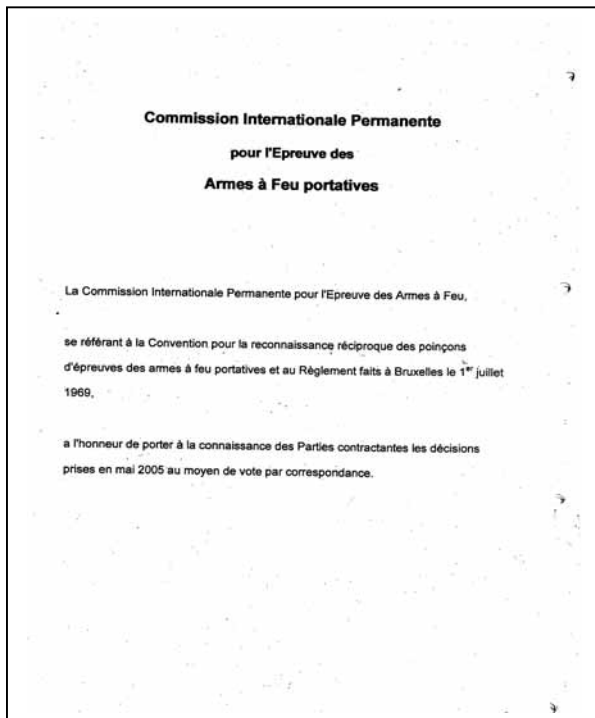 Commission Internationale Permanente
pour l'Epreuve des
Armes à Feu portatives
La Commission Internationale Permanente pour l'Epreuve des Armes à Feu,
se référant à la Convention pour la reconnaissance réciproque des poinçons
d'épreuves des armes à feu portatives et au Règlement faits à Bruxelles le 1er juillet
1969,
a l'honneur de porter à la connaissance des Parties contractantes les décisions
prises en mai 2005 au moyen de vote par correspondance.